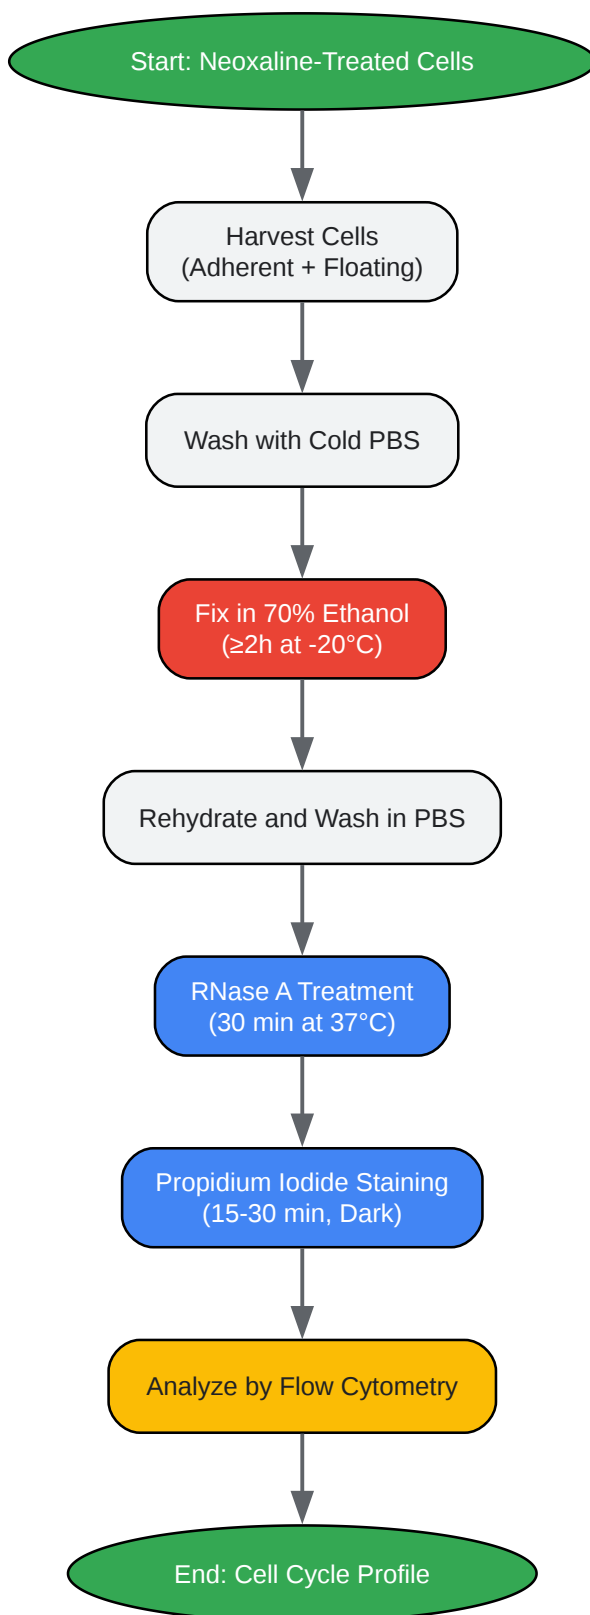 Start: Neoxaline-Treated Cells
Harvest Cells
(Adherent + Floating)
Wash with Cold PBS
Fix in 70% Ethanol
(≥2h at -20°C)
Rehydrate and Wash in PBS
RNase A Treatment
(30 min at 37°C)
Propidium Iodide Staining
(15-30 min, Dark)
Analyze by Flow Cytometry
End: Cell Cycle Profile